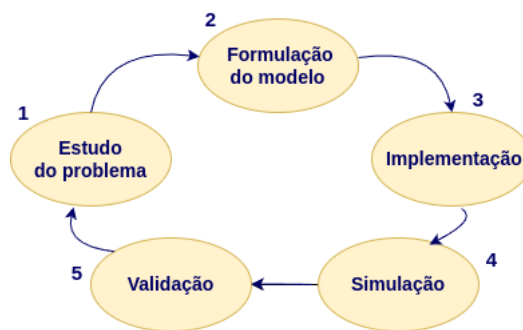 2
Formulação
do modelo
1
Estudo
do problema
3
Implementação
4
Simulação
5
Validação